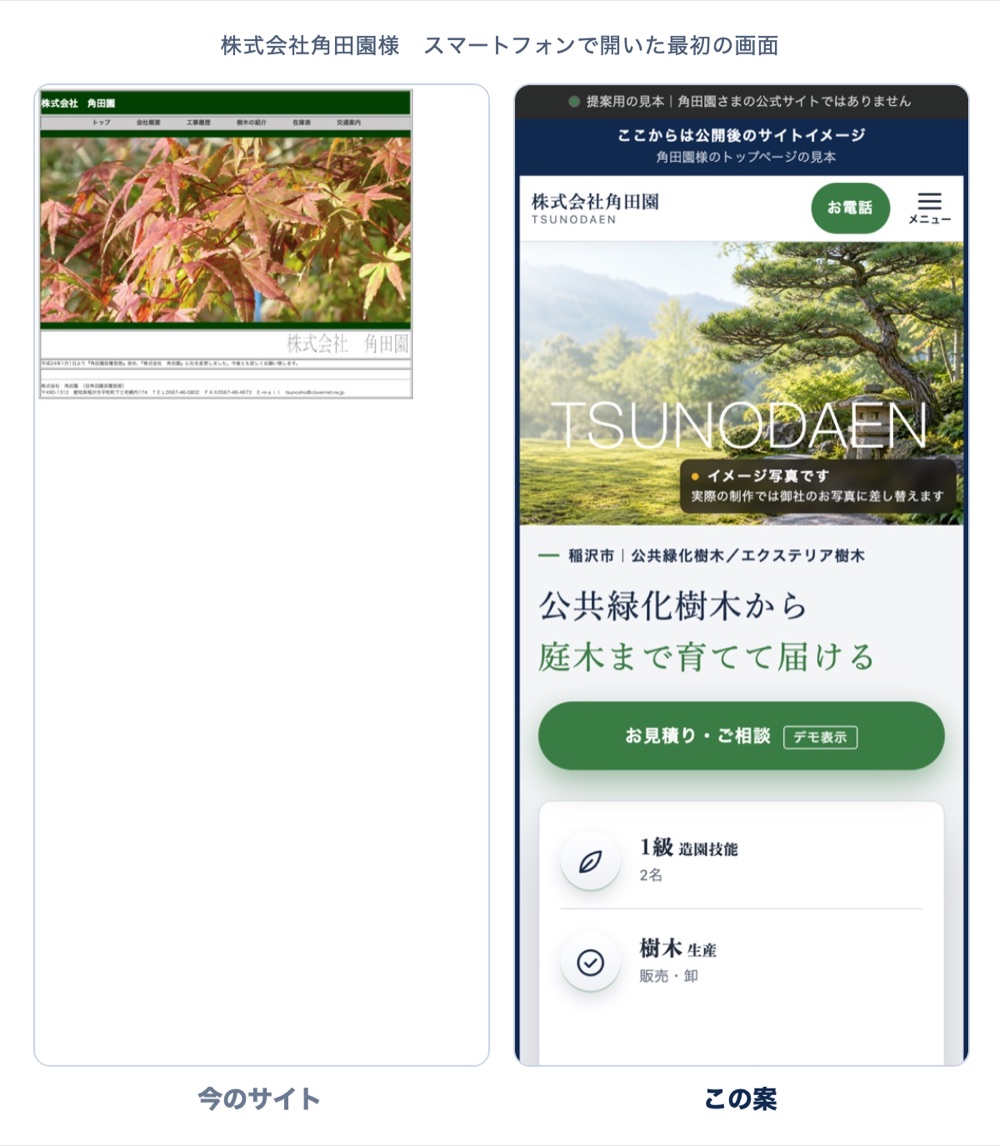 株式会社角田園様　スマートフォンで開いた最初の画面
株式会社　角田園
トップ　会社概要　工事履歴　樹木の紹介　在庫表　交通案内
株式会社　角田園
提案用の見本｜角田園さまの公式サイトではありません
ここからは公開後のサイトイメージ
角田園様のトップページの見本
株式会社角田園
TSUNODAEN
お電話
メニュー
TSUNODAEN
イメージ写真です
実際の制作では御社のお写真に差し替えます
稲沢市｜公共緑化樹木／エクステリア樹木
公共緑化樹木から
庭木まで育てて届ける
お見積り・ご相談 デモ表示
1級 造園技能
2名
樹木 生産
販売・卸
今のサイト
この案